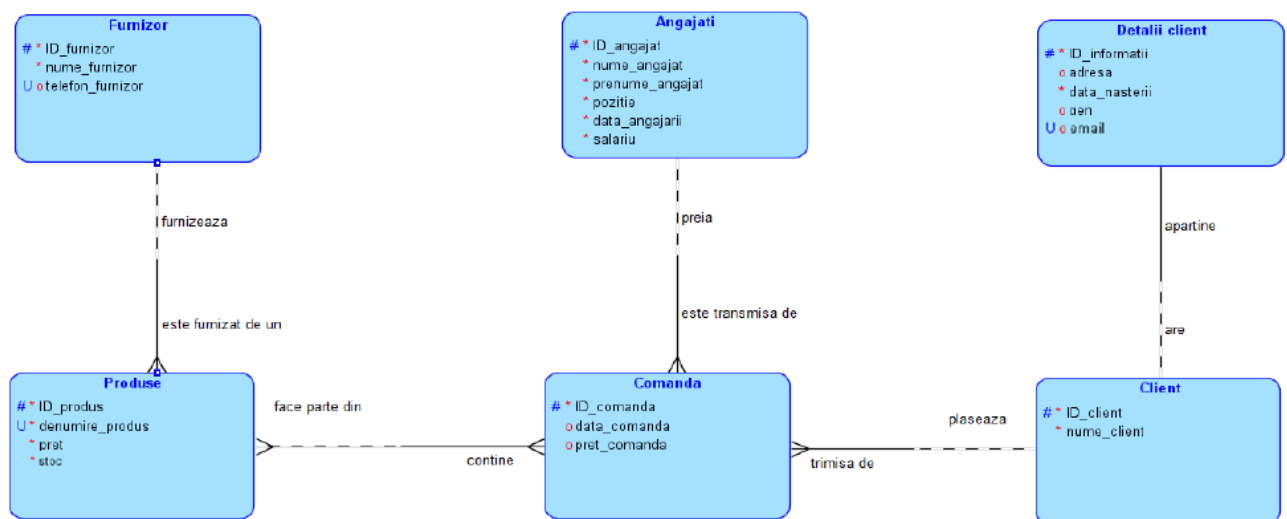 Furnizor
# * ID_furnizor
* nume_furnizor
U o telefon_furnizor
Angajati
# * ID_angajat
* nume_angajat
* prenume_angajat
* pozitie
* data_angajarii
* salariu
Detalii client
# * ID_informatii
o adresa
* data_nasterii
o gen
U o email
furnizeaza
preia
apartine
este furnizat de un
este transmisa de
are
Produse
# * ID_produs
U * denumire_produs
* pret
* stoc
face parte din
contine
Comanda
# * ID_comanda
o data_comanda
o pret_comanda
plaseaza
trimisa de
Client
# * ID_client
* nume_client